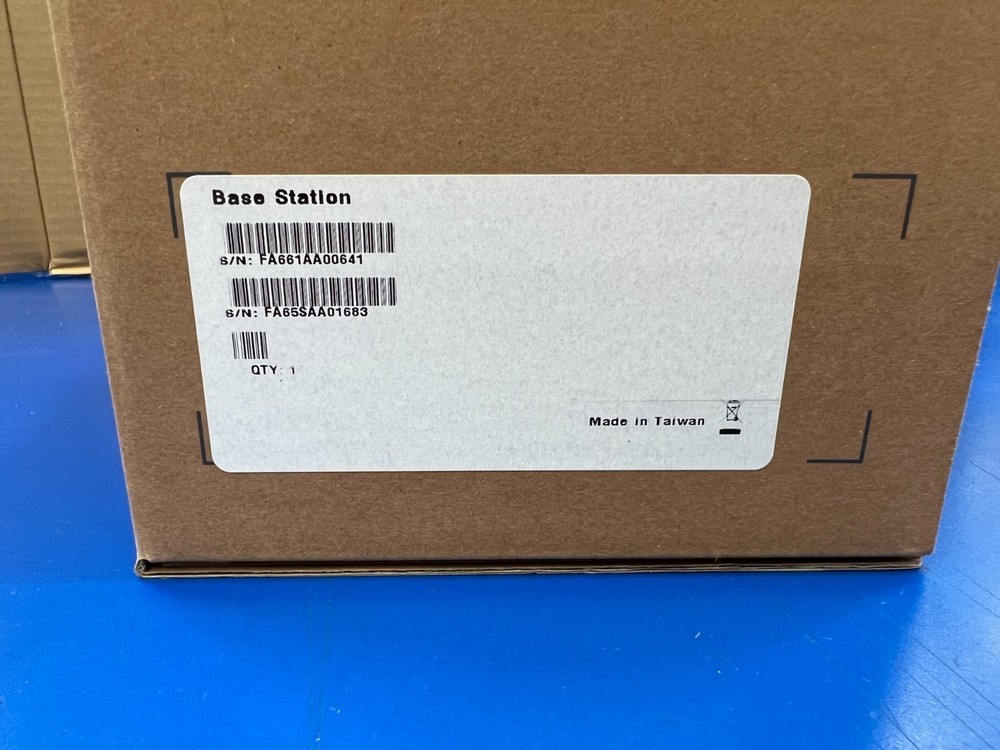 Base Station
S/N: FA661AA00641
S/N: FA65SAA01683
QTY: 1
Made in Taiwan